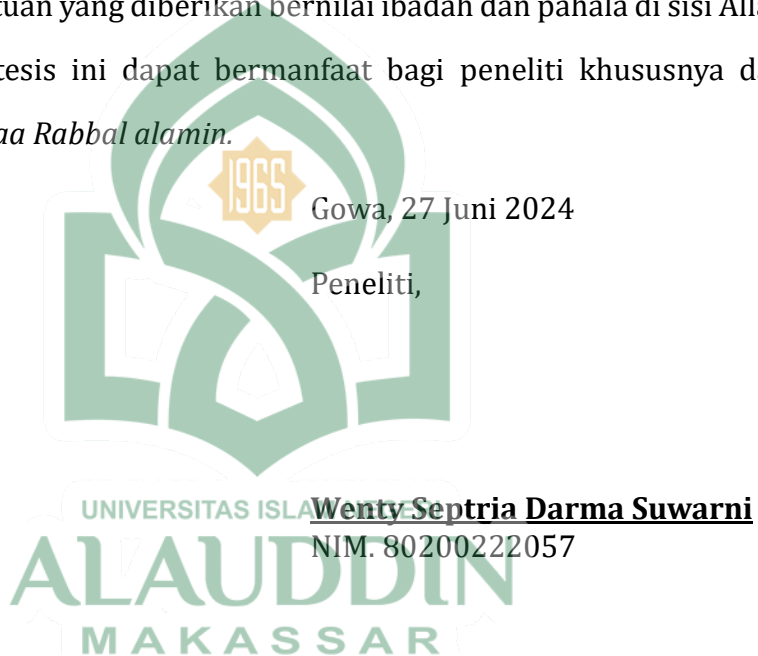 tuan yang diberikan bernilai ibadah dan pahala di sisi Alla
tesis ini dapat bermanfaat bagi peneliti khususnya da
aa Rabbal alamin.
1965
Gowa, 27 Juni 2024
Peneliti,
UNIVERSITAS ISLA
Wenty Septria Darma Suwarni
NIM. 80200222057
ALAUDDIN
MAKASSAR